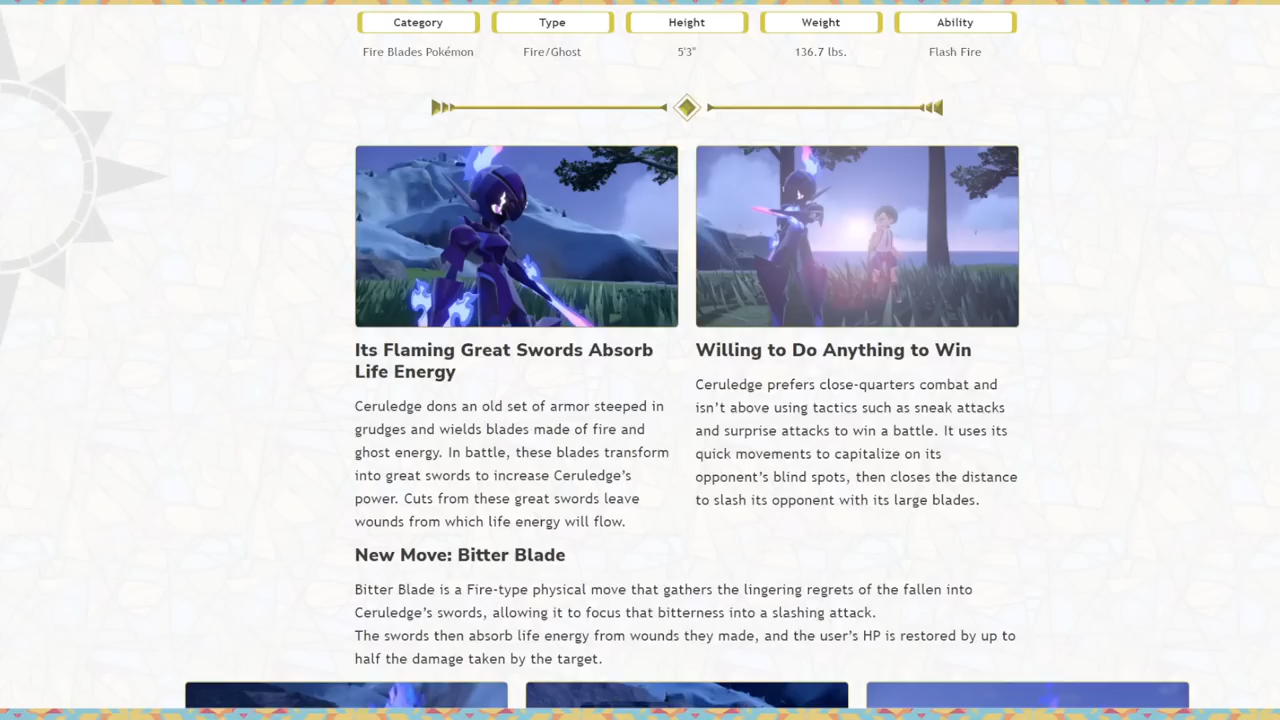 Category
Type
Height
Weight
Ability
Fire Blades Pokémon
Fire/Ghost
5'3"
136.7 lbs.
Flash Fire
Its Flaming Great Swords Absorb
Life Energy
Ceruledge dons an old set of armor steeped in
grudges and wields blades made of fire and
ghost energy. In battle, these blades transform
into great swords to increase Ceruledge’s
power. Cuts from these great swords leave
wounds from which life energy will flow.
Willing to Do Anything to Win
Ceruledge prefers close-quarters combat and
isn’t above using tactics such as sneak attacks
and surprise attacks to win a battle. It uses its
quick movements to capitalize on its
opponent’s blind spots, then closes the distance
to slash its opponent with its large blades.
New Move: Bitter Blade
Bitter Blade is a Fire-type physical move that gathers the lingering regrets of the fallen into
Ceruledge’s swords, allowing it to focus that bitterness into a slashing attack.
The swords then absorb life energy from wounds they made, and the user’s HP is restored by up to
half the damage taken by the target.